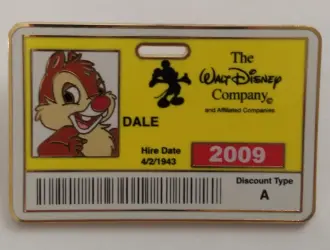 The
WALT DISNEY
Company©
and Affiliated Companies
DALE
Hire Date
4/2/1943
2009
Discount Type
A